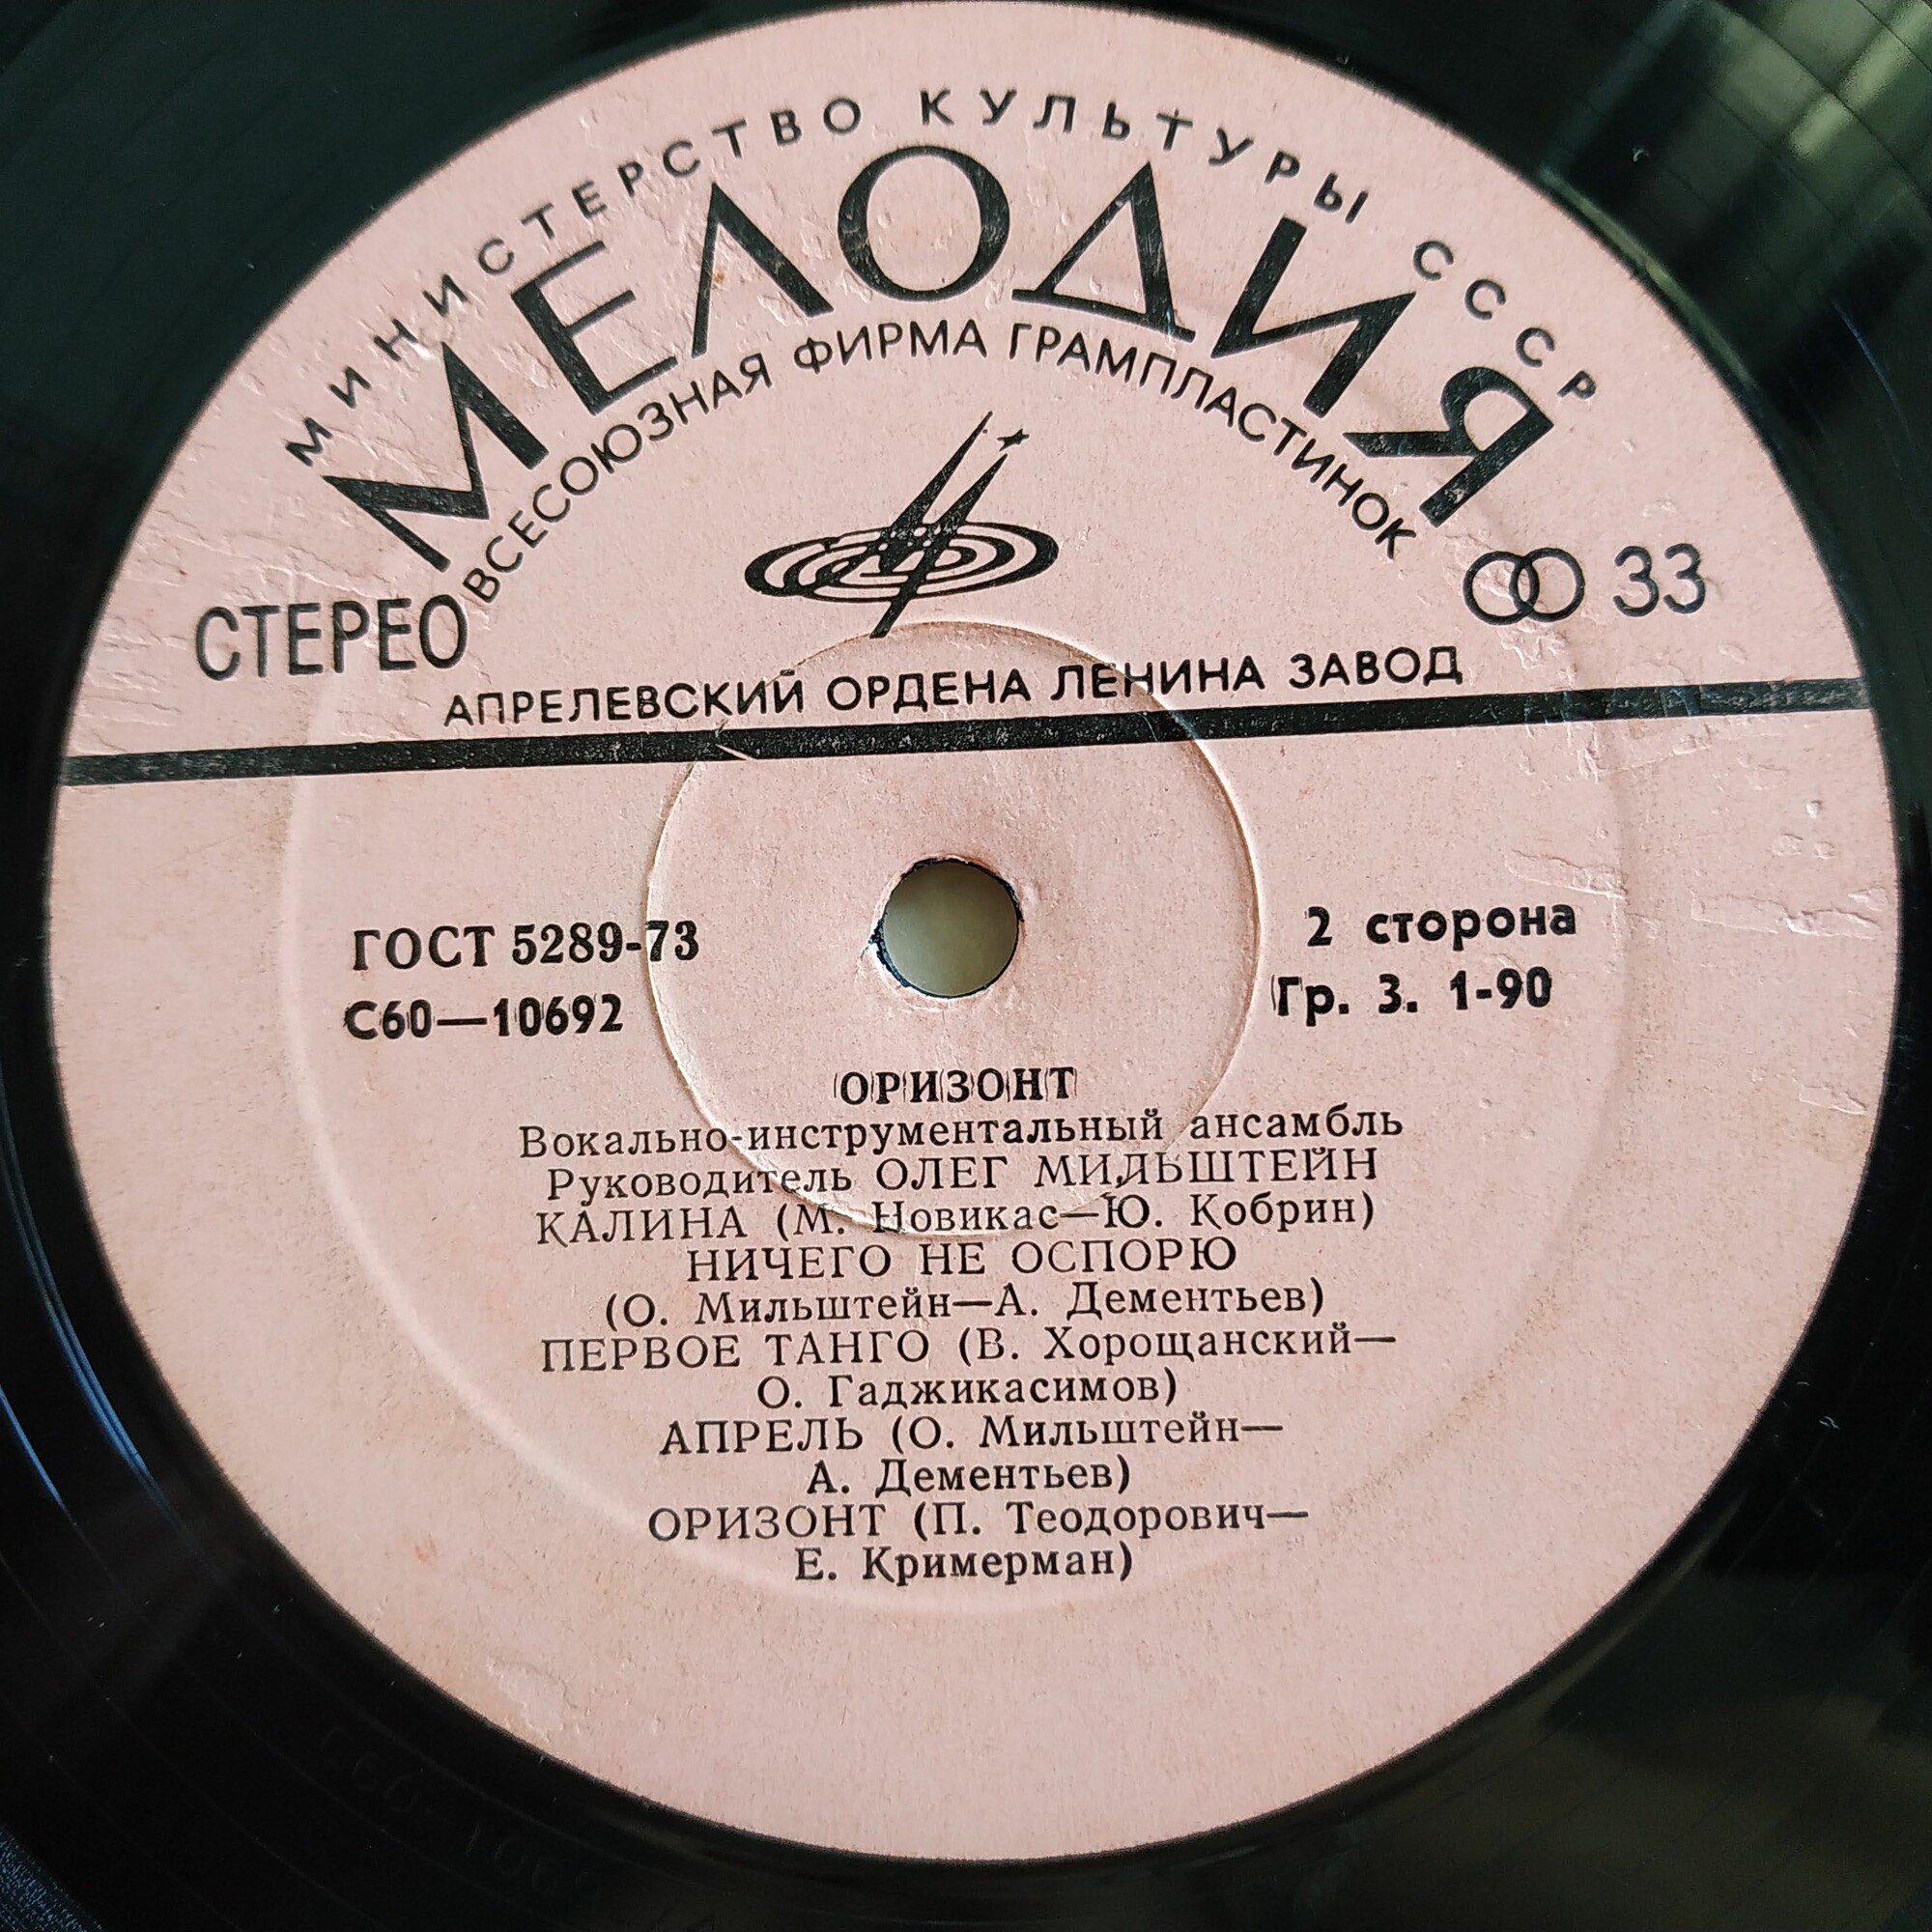 МИНИСТЕРСТВО КУЛЬТУРЫ СССР
МЕЛОДИЯ
ВСЕСОЮЗНАЯ ФИРМА ГРАМПЛАСТИНОК
СТЕРЕО
33
АПРЕЛЕВСКИЙ ОРДЕНА ЛЕНИНА ЗАВОД
ГОСТ 5289-73
2 сторона
С60—10692
Гр. 3. 1-90
ОРИЗОНТ
Вокально-инструментальный ансамбль
Руководитель ОЛЕГ МИЛЬШТЕЙН
КАЛИНА (М. Новикас—Ю. Кобрин)
НИЧЕГО НЕ ОСПОРЮ
(О. Мильштейн—А. Дементьев)
ПЕРВОЕ ТАНГО (В. Хорощанский—
О. Гаджикасимов)
АПРЕЛЬ (О. Мильштейн—
А. Дементьев)
ОРИЗОНТ (П. Теодорович—
Е. Кримерман)